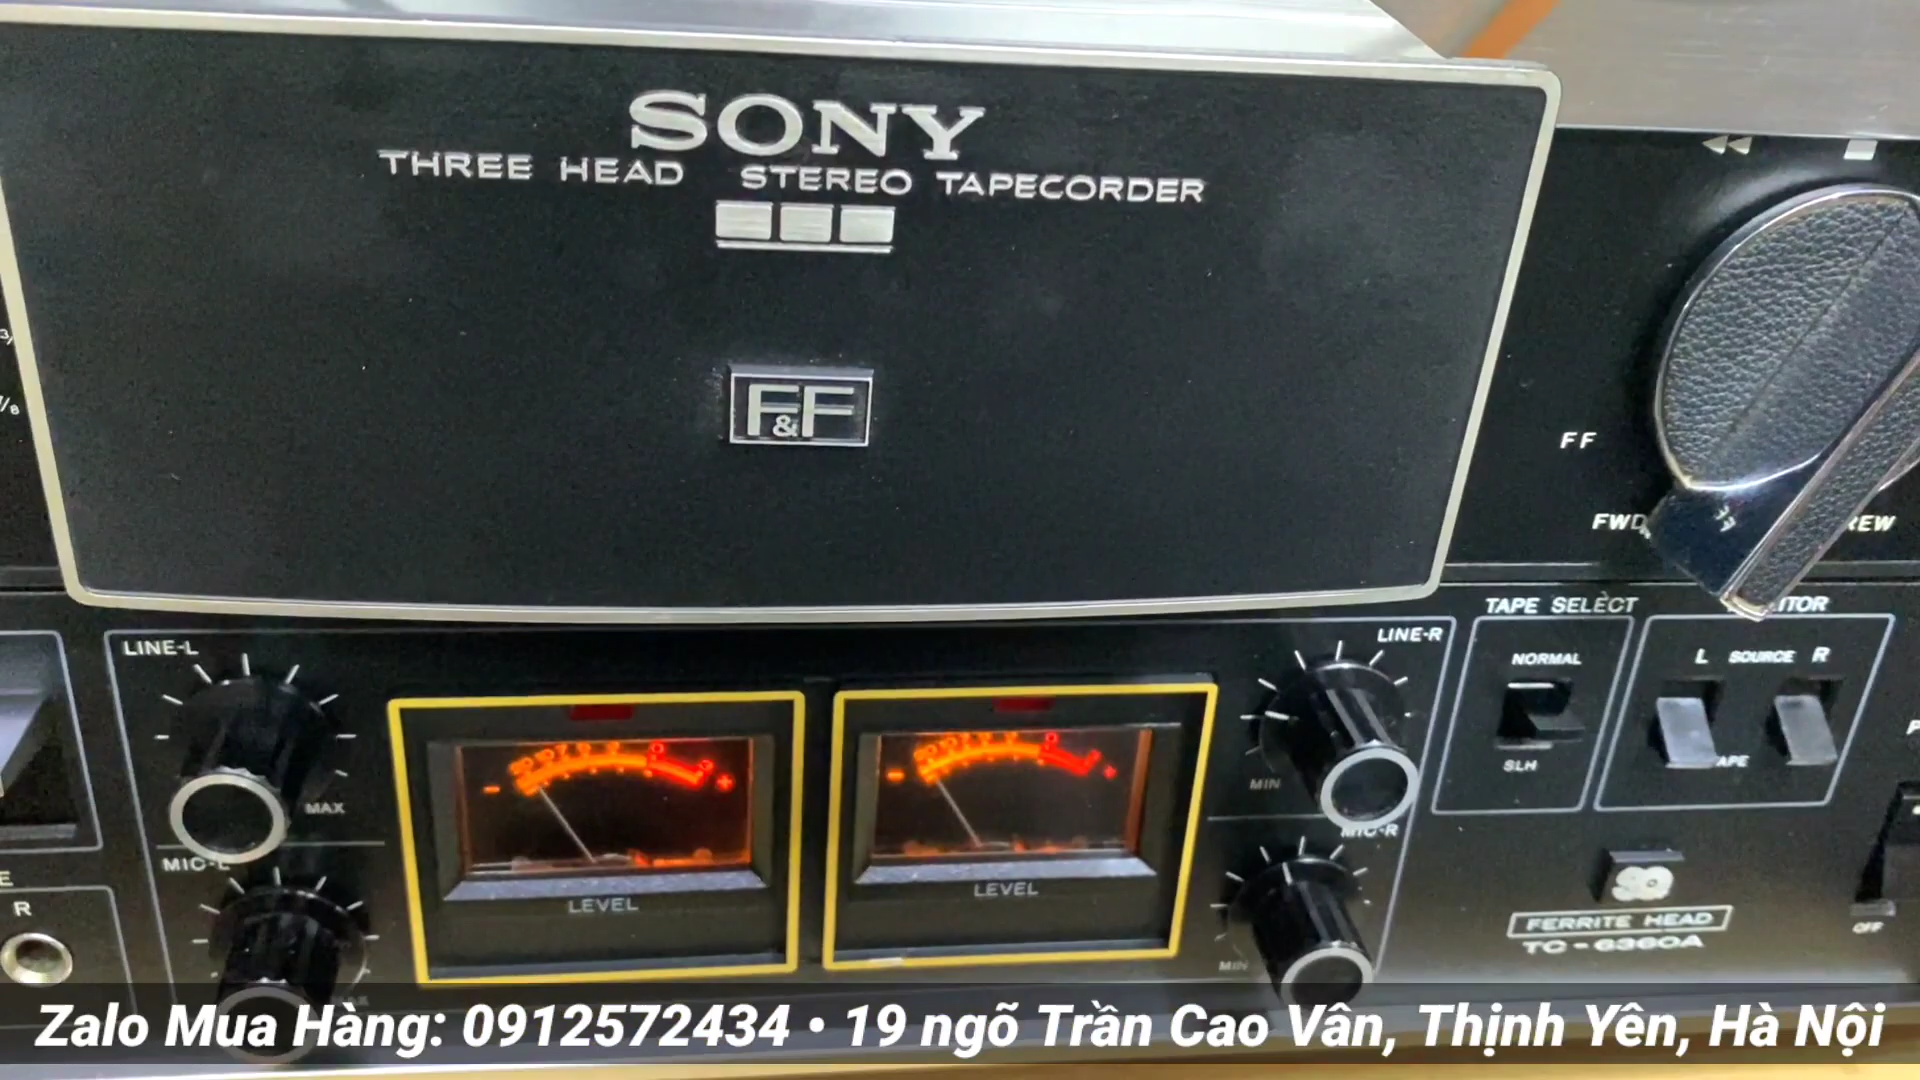 SONY
THREE HEAD STEREO TAPECORDER
F&F
FF
FWD
REW
TAPE SELECT
NORMAL
SLH
L SOURCE R
LINE-L
MAX
MIC-L
LEVEL
LEVEL
LINE-R
MIN
MIC-R
MIN
R
OFF
FERRITE HEAD
TC-6360A
Zalo Mua Hàng: 0912572434 • 19 ngõ Trần Cao Vân, Thịnh Yên, Hà Nội